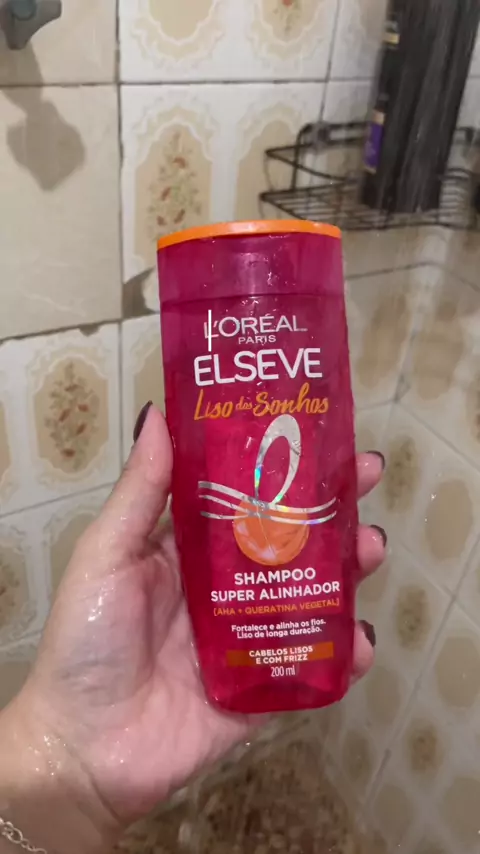 L'ORÉAL
PARIS
ELSEVE
Liso dos Sonhos
SHAMPOO
SUPER ALINHADOR
[AHA + QUERATINA VEGETAL]
Fortalece e alinha os fios.
Liso de longa duração.
CABELOS LISOS
E COM FRIZZ
200 ml